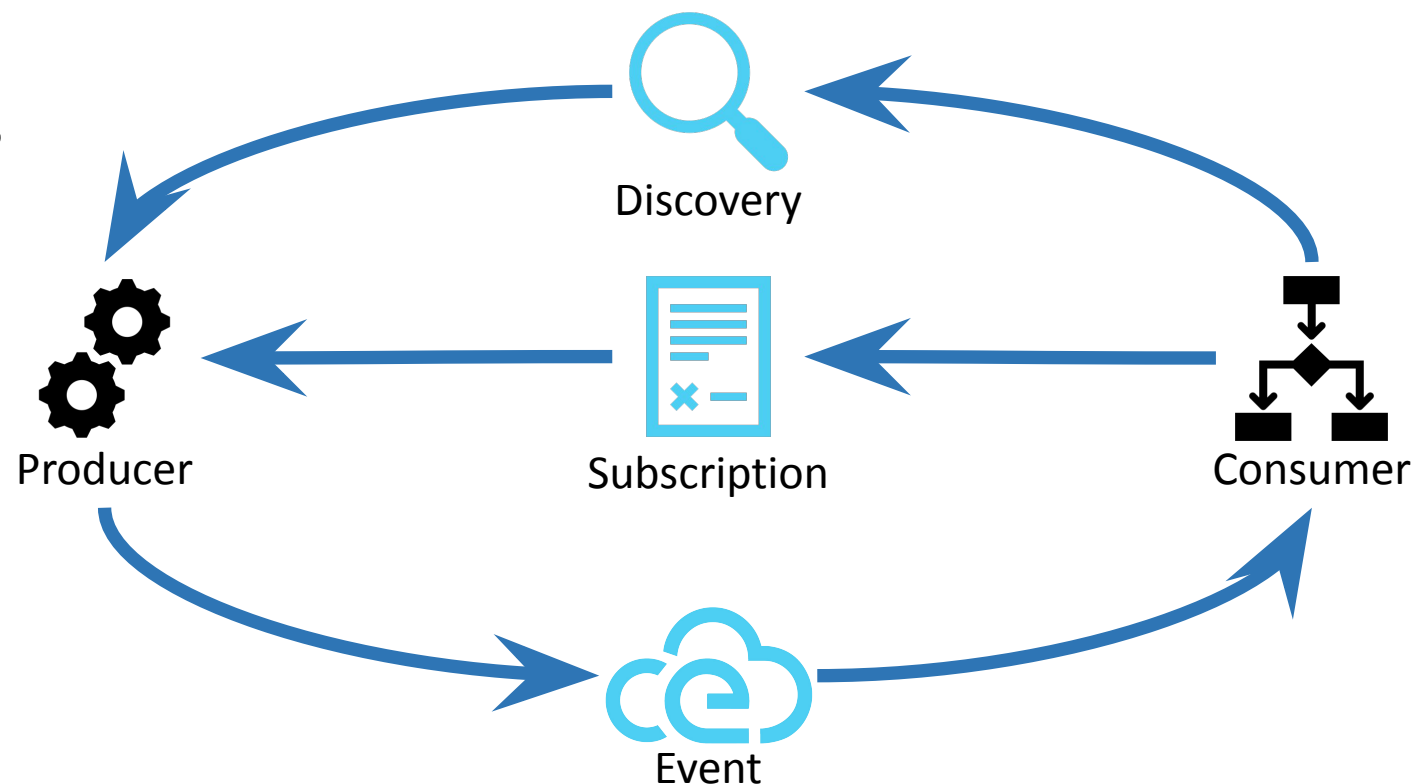 Discovery
Producer
Subscription
Consumer
Event